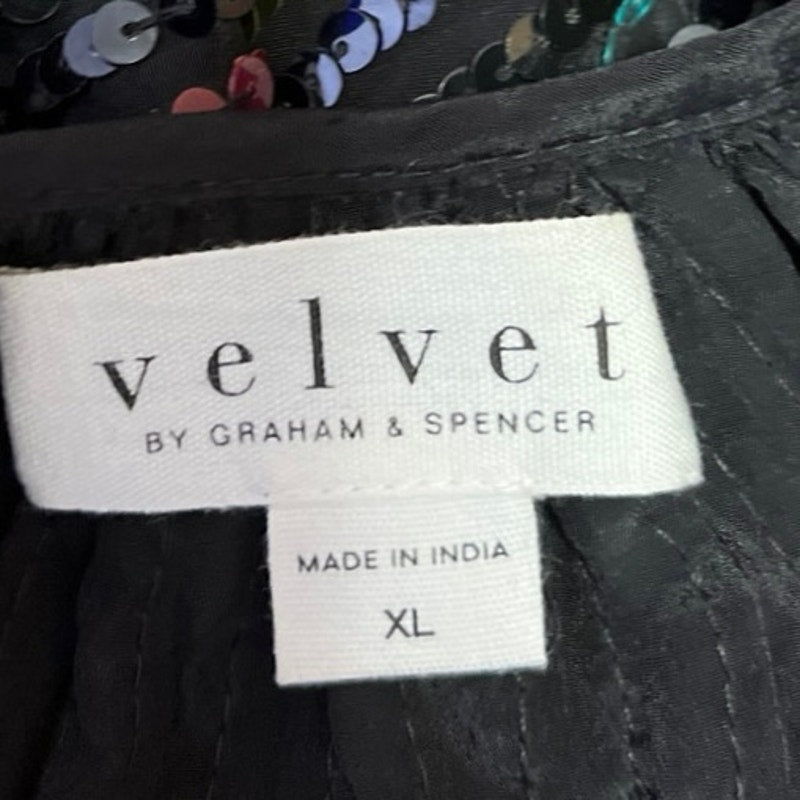 velvet
BY GRAHAM & SPENCER
MADE IN INDIA
XL